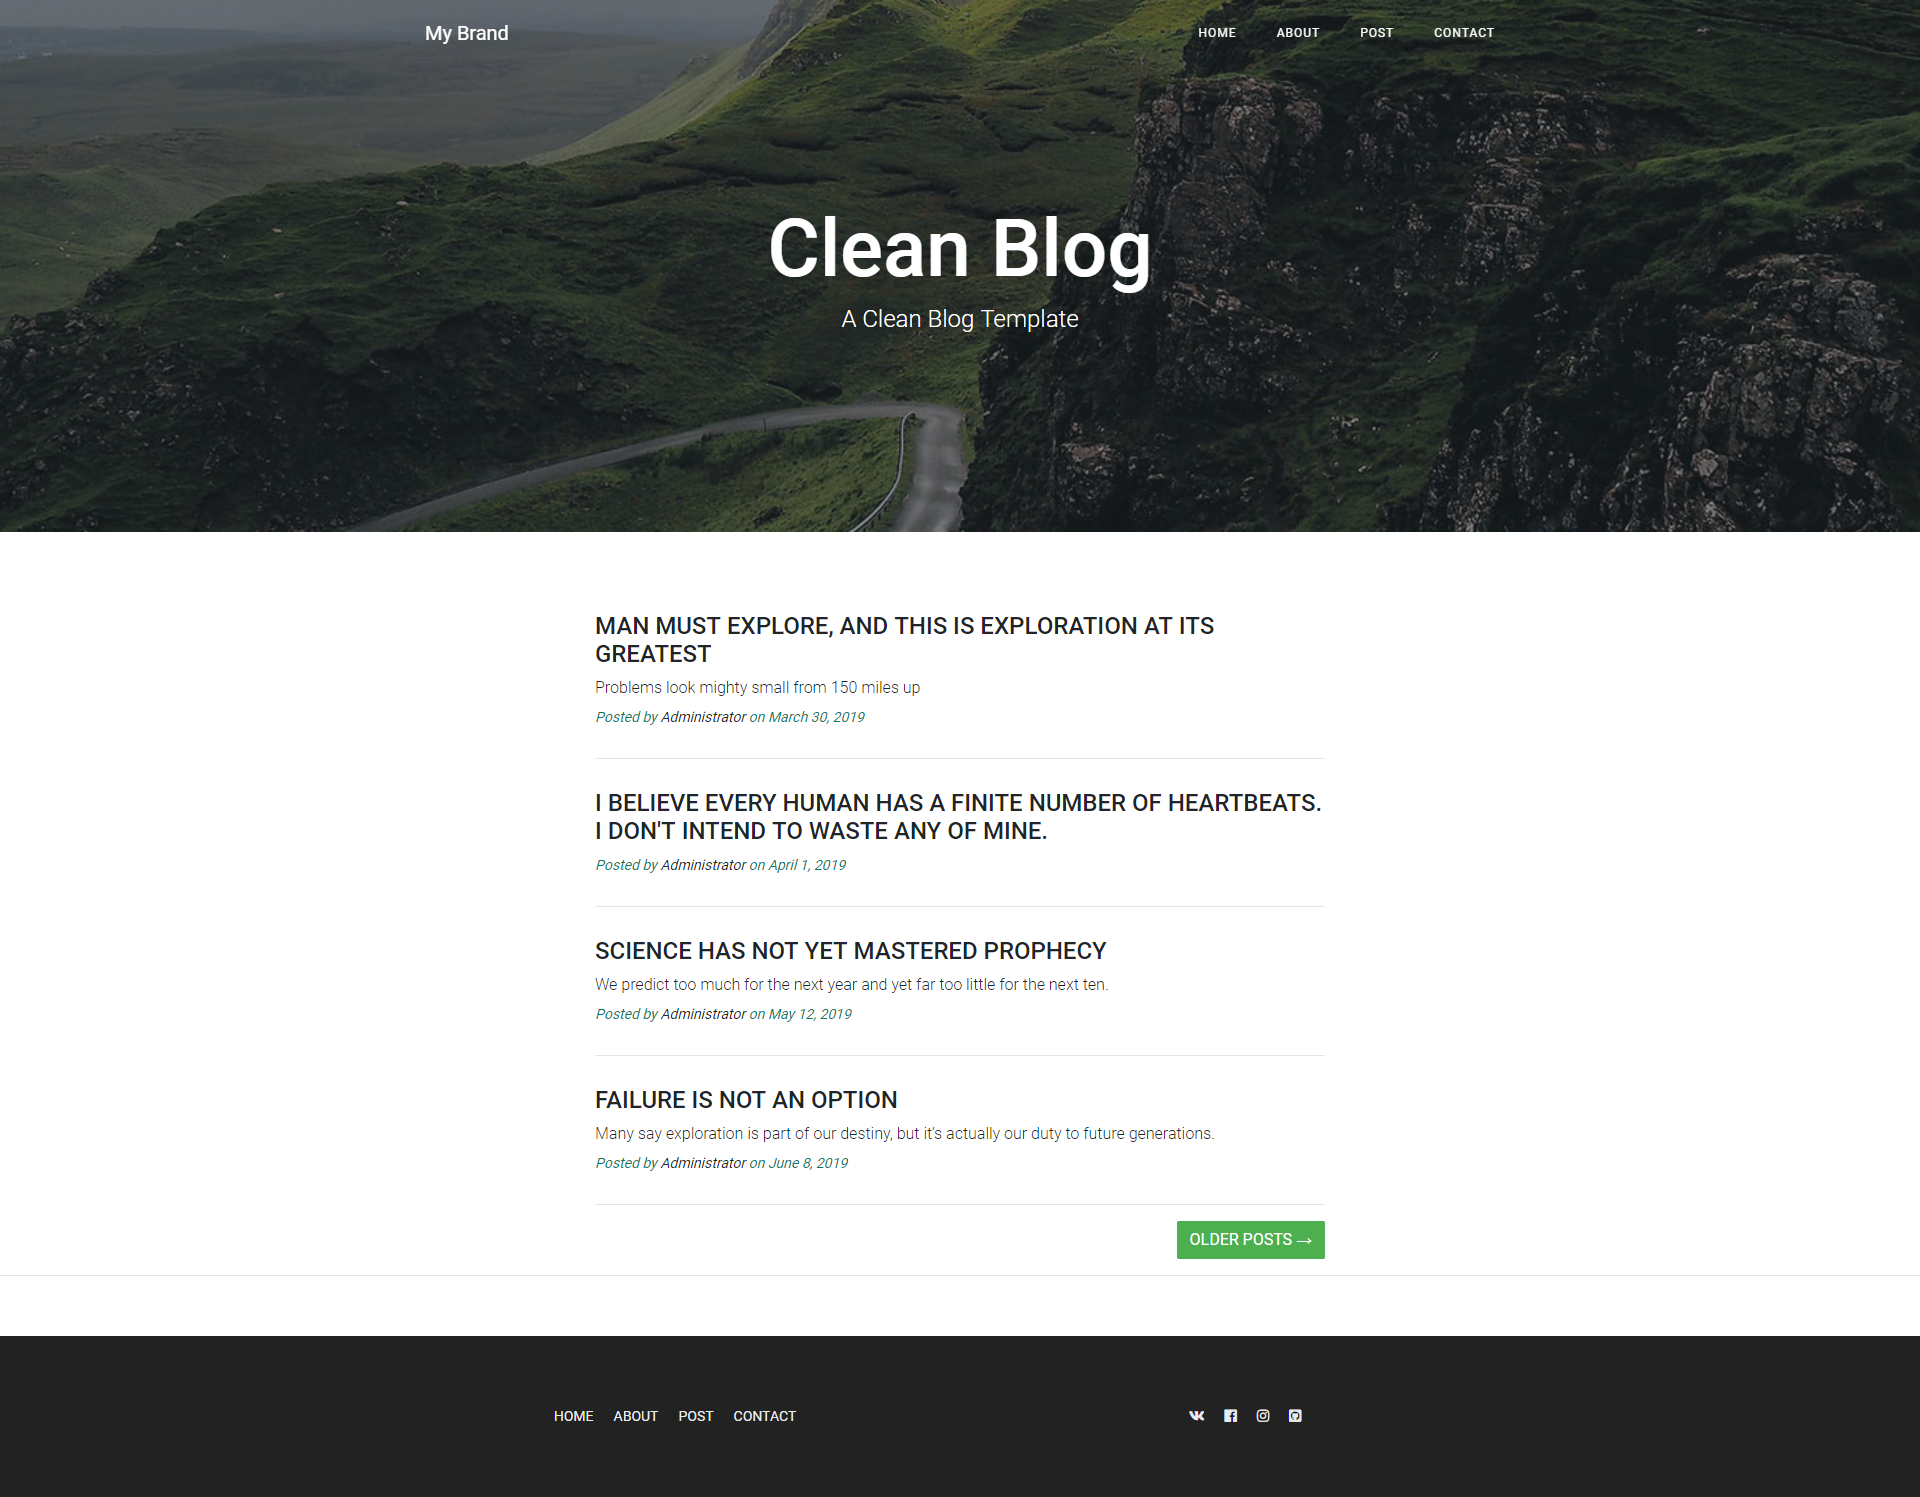 My Brand
HOME ABOUT POST CONTACT
Clean Blog
A Clean Blog Template
MAN MUST EXPLORE, AND THIS IS EXPLORATION AT ITS
GREATEST
Problems look mighty small from 150 miles up
Posted by Administrator on March 30, 2019
I BELIEVE EVERY HUMAN HAS A FINITE NUMBER OF HEARTBEATS.
I DON'T INTEND TO WASTE ANY OF MINE.
Posted by Administrator on April 1, 2019
SCIENCE HAS NOT YET MASTERED PROPHECY
We predict too much for the next year and yet far too little for the next ten.
Posted by Administrator on May 12, 2019
FAILURE IS NOT AN OPTION
Many say exploration is part of our destiny, but it’s actually our duty to future generations.
Posted by Administrator on June 8, 2019
OLDER POSTS →
HOME ABOUT POST CONTACT